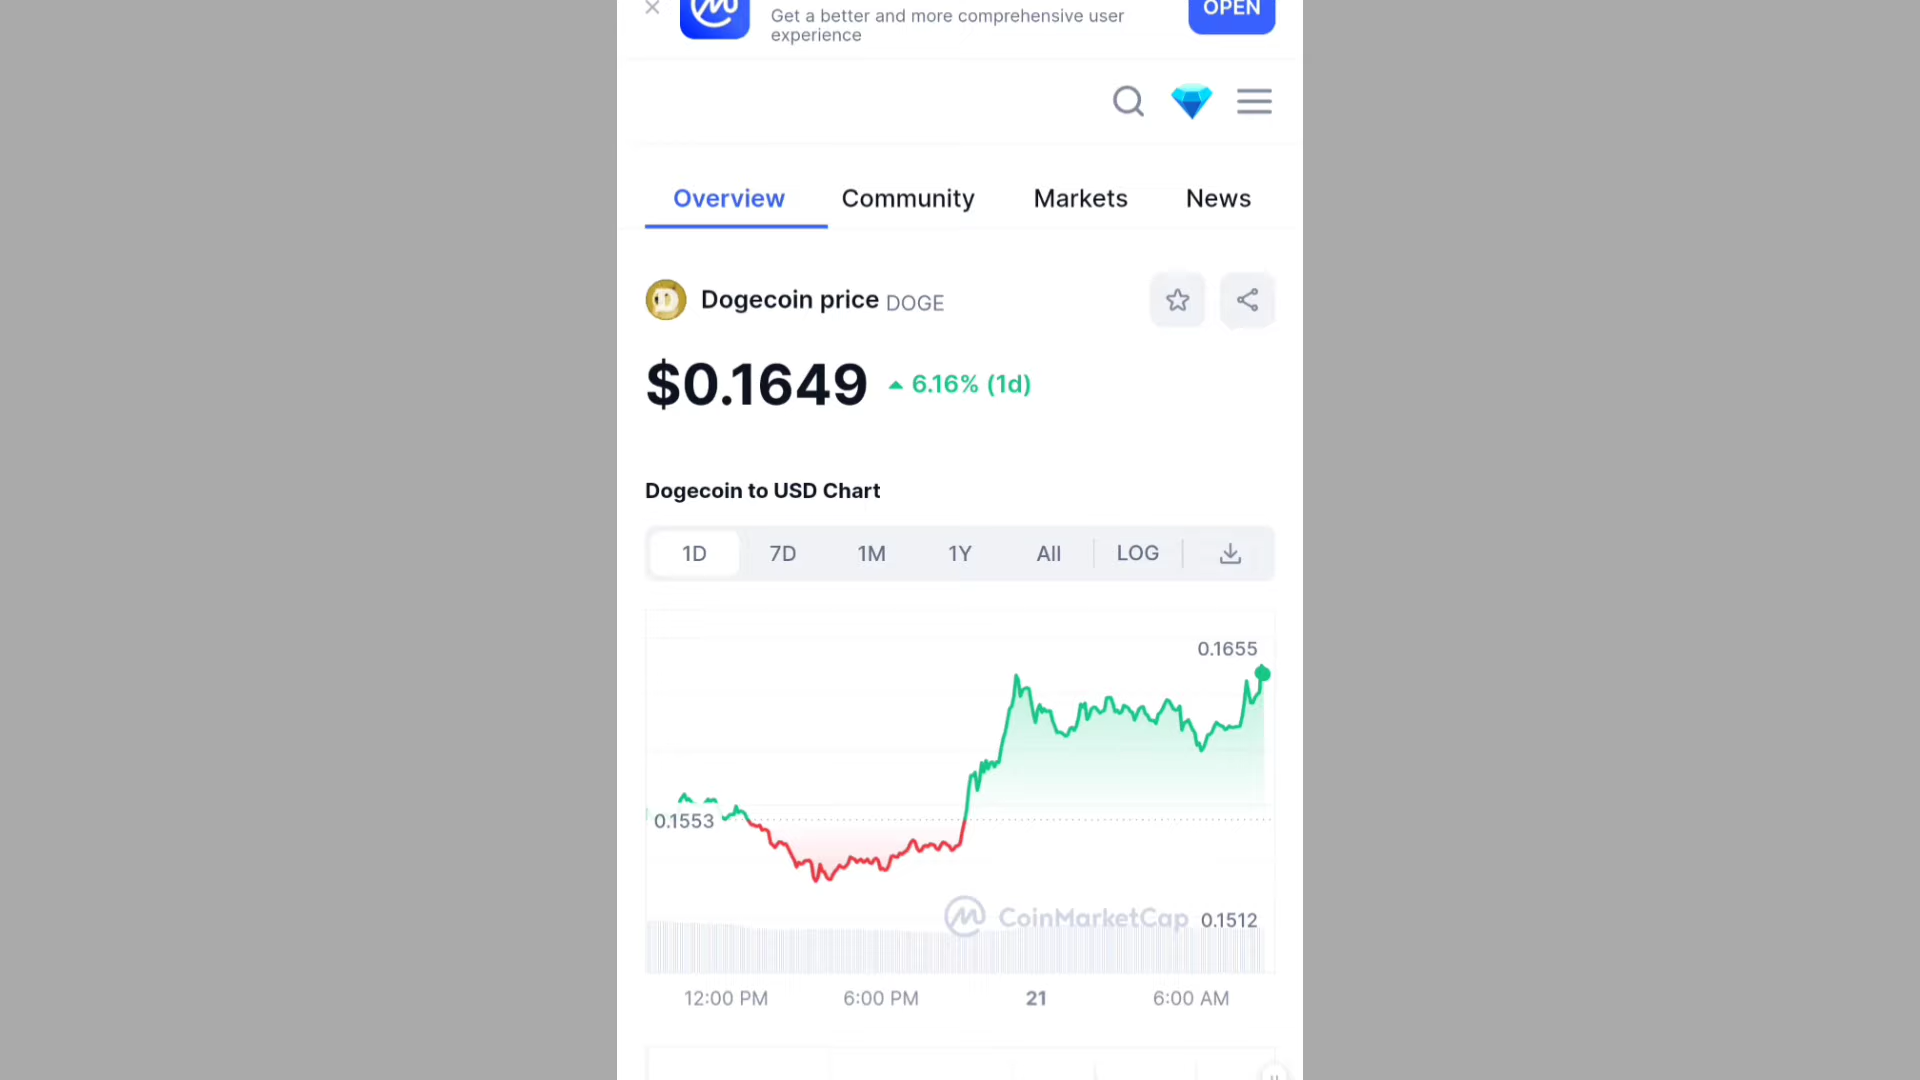 Get a better and more comprehensive user
experience
OPEN
Overview Community Markets News
Dogecoin price DOGE
$0.1649 6.16% (1d)
Dogecoin to USD Chart
1D 7D 1M 1Y All LOG
0.1655
0.1553
CoinMarketCap 0.1512
12:00 PM 6:00 PM 21 6:00 AM